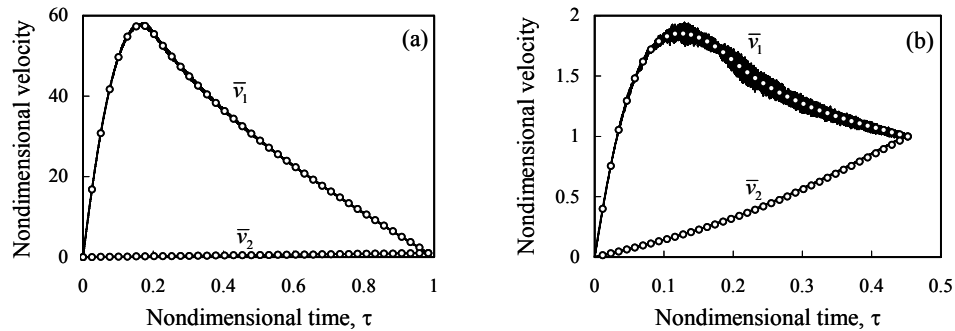 60
40
20
0
0 0.2 0.4 0.6 0.8 1
Nondimensional velocity
Nondimensional time, τ
(a)
v̅₁
v̅₂
2
1.5
1
0.5
0
0 0.1 0.2 0.3 0.4 0.5
Nondimensional velocity
Nondimensional time, τ
(b)
v̅₁
v̅₂